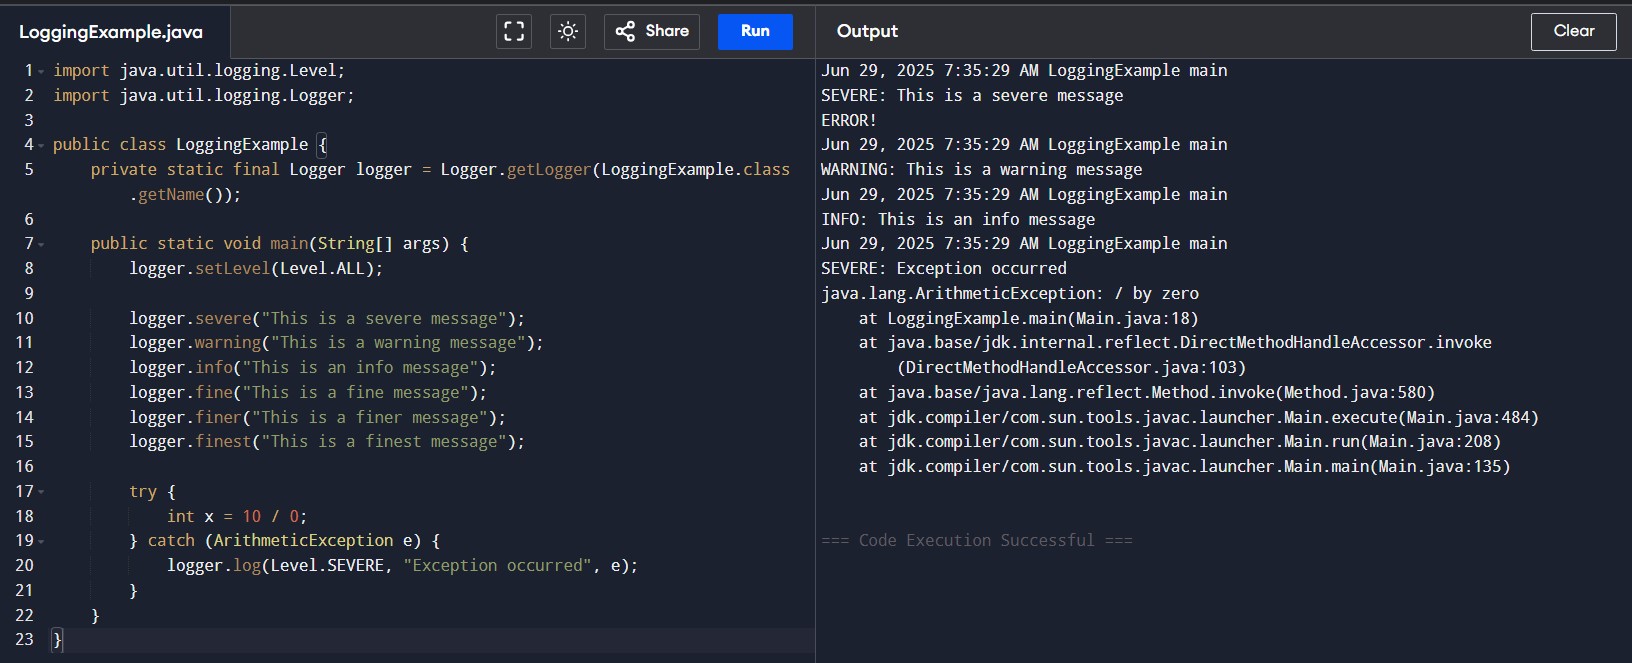 LoggingExample.java
Share
Run
Output
Clear
1 import java.util.logging.Level;
2 import java.util.logging.Logger;
3
4 public class LoggingExample {
5     private static final Logger logger = Logger.getLogger(LoggingExample.class
            .getName());
6
7     public static void main(String[] args) {
8         logger.setLevel(Level.ALL);
9
10         logger.severe("This is a severe message");
11         logger.warning("This is a warning message");
12         logger.info("This is an info message");
13         logger.fine("This is a fine message");
14         logger.finer("This is a finer message");
15         logger.finest("This is a finest message");
16
17         try {
18             int x = 10 / 0;
19         } catch (ArithmeticException e) {
20             logger.log(Level.SEVERE, "Exception occurred", e);
21         }
22     }
23 }
Jun 29, 2025 7:35:29 AM LoggingExample main
SEVERE: This is a severe message
ERROR!
Jun 29, 2025 7:35:29 AM LoggingExample main
WARNING: This is a warning message
Jun 29, 2025 7:35:29 AM LoggingExample main
INFO: This is an info message
Jun 29, 2025 7:35:29 AM LoggingExample main
SEVERE: Exception occurred
java.lang.ArithmeticException: / by zero
    at LoggingExample.main(Main.java:18)
    at java.base/jdk.internal.reflect.DirectMethodHandleAccessor.invoke
        (DirectMethodHandleAccessor.java:103)
    at java.base/java.lang.reflect.Method.invoke(Method.java:580)
    at jdk.compiler/com.sun.tools.javac.launcher.Main.execute(Main.java:484)
    at jdk.compiler/com.sun.tools.javac.launcher.Main.run(Main.java:208)
    at jdk.compiler/com.sun.tools.javac.launcher.Main.main(Main.java:135)
=== Code Execution Successful ===